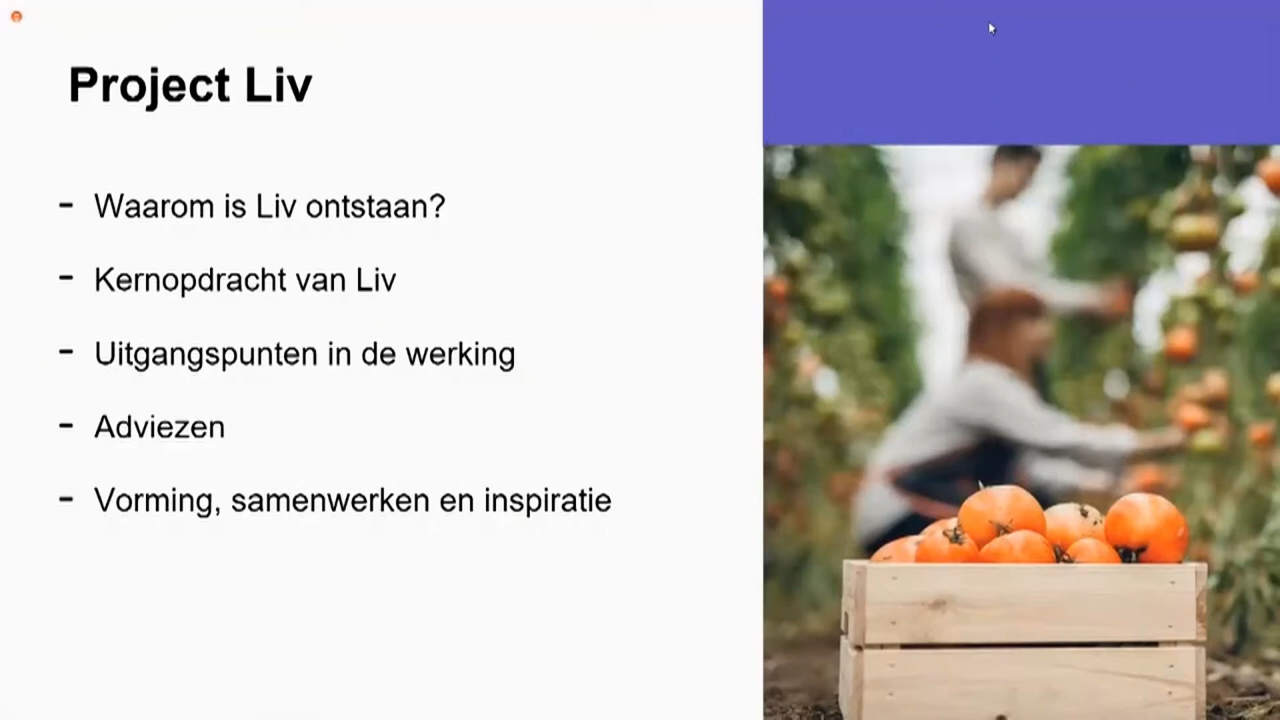 Project Liv
- Waarom is Liv ontstaan?
- Kernopdracht van Liv
- Uitgangspunten in de werking
- Adviezen
- Vorming, samenwerken en inspiratie